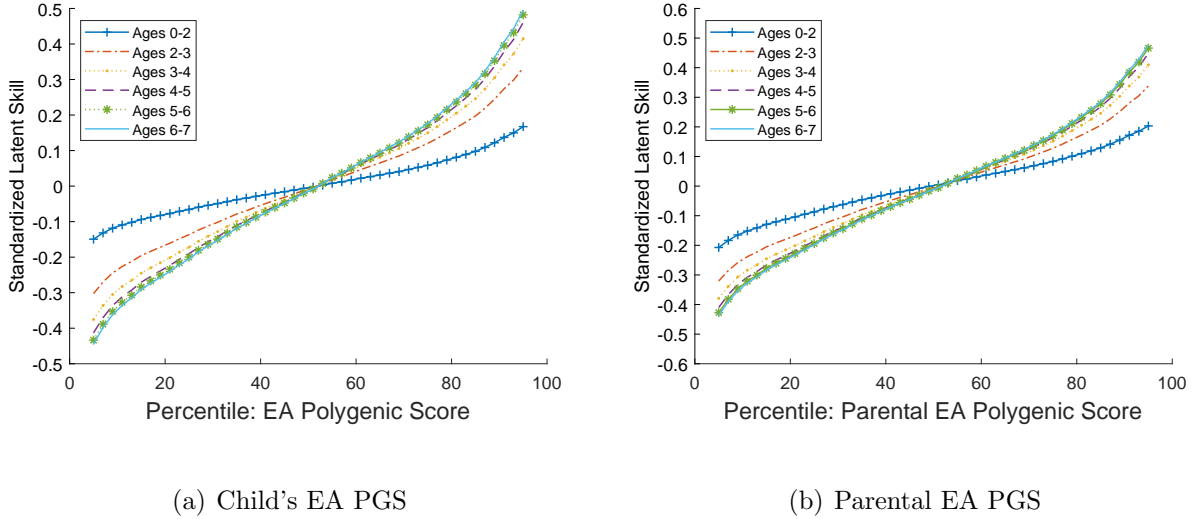 0.5
0.4
0.3
0.2
0.1
0
-0.1
-0.2
-0.3
-0.4
-0.5
Standardized Latent Skill
Ages 0-2
Ages 2-3
Ages 3-4
Ages 4-5
Ages 5-6
Ages 6-7
0 20 40 60 80 100
Percentile: EA Polygenic Score
(a) Child's EA PGS
0.6
0.5
0.4
0.3
0.2
0.1
0
-0.1
-0.2
-0.3
-0.4
-0.5
-0.6
Standardized Latent Skill
Ages 0-2
Ages 2-3
Ages 3-4
Ages 4-5
Ages 5-6
Ages 6-7
0 20 40 60 80 100
Percentile: Parental EA Polygenic Score
(b) Parental EA PGS